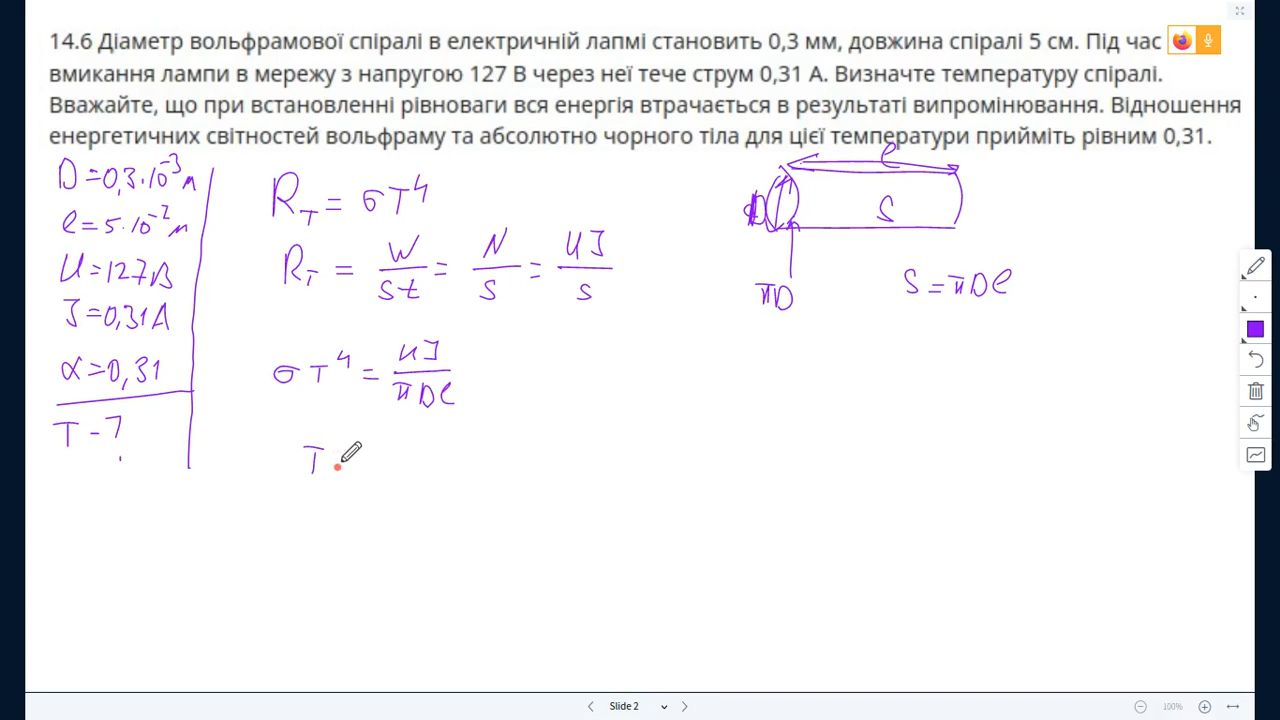 14.6 Діаметр вольфрамової спіралі в електричній лапмі становить 0,3 мм, довжина спіралі 5 см. Під час
вмикання лампи в мережу з напругою 127 В через неї тече струм 0,31 А. Визначте температуру спіралі.
Вважайте, що при встановленні рівноваги вся енергія втрачається в результаті випромінювання. Відношення
енергетичних світностей вольфраму та абсолютно чорного тіла для цієї температури прийміть рівним 0,31.
D = 0,3·10⁻³ м
ℓ = 5·10⁻² м
U = 127 В
J = 0,31 А
α = 0,31
T - ?
R_T = σT⁴
R_T = W/St = N/S = UJ/S
σT⁴ = UJ/πDℓ
T
ℓ
D
S
πD
S = πDℓ
Slide 2
100%